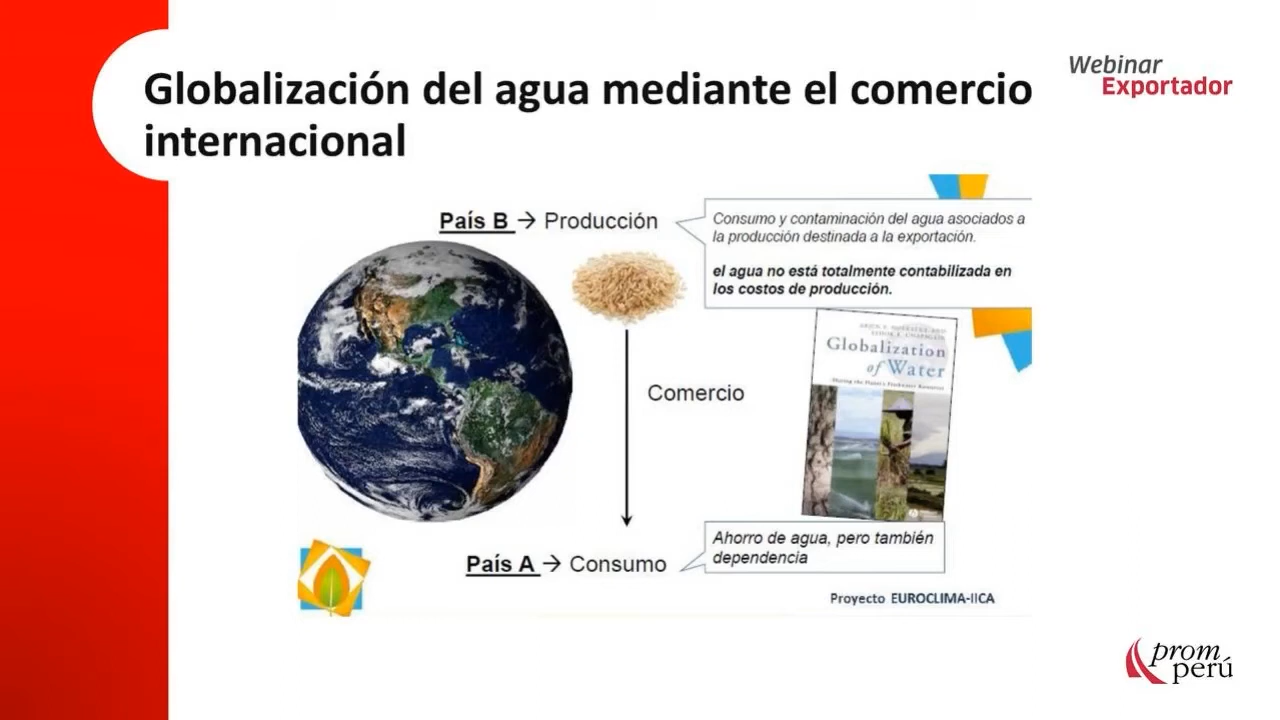 Globalización del agua mediante el comercio
internacional
Webinar
Exportador
País B → Producción
Consumo y contaminación del agua asociados a
la producción destinada a la exportación.
el agua no está totalmente contabilizada en
los costos de producción.
Globalization
of Water
Comercio
País A → Consumo
Ahorro de agua, pero también
dependencia
Proyecto EUROCLIMA-IICA
prom
perú